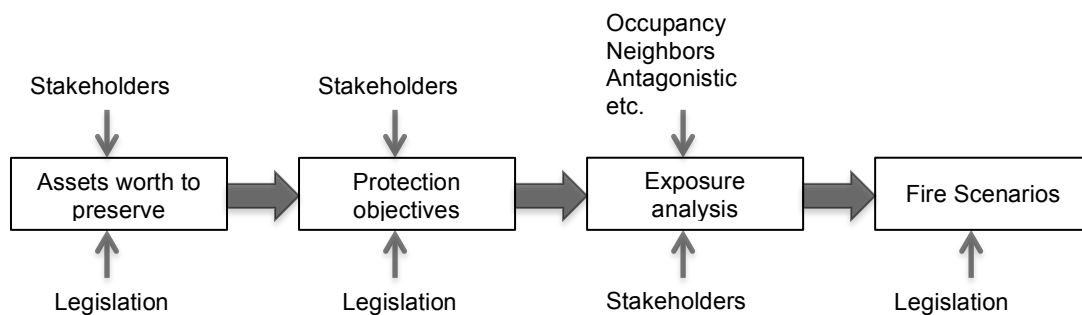 Occupancy
Neighbors
Antagonistic
etc.
Stakeholders
Stakeholders
Assets worth to
preserve
Protection
objectives
Exposure
analysis
Fire Scenarios
Legislation
Legislation
Stakeholders
Legislation